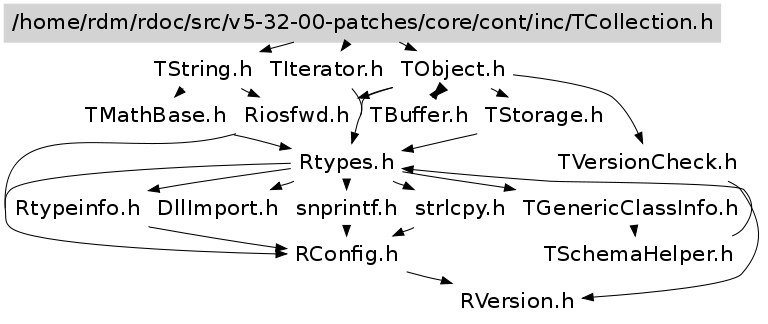 /home/rdm/rdoc/src/v5-32-00-patches/core/cont/inc/TCollection.h
TString.h TIterator.h TObject.h
TMathBase.h Riosfwd.h TBuffer.h TStorage.h
Rtypes.h TVersionCheck.h
Rtypeinfo.h DllImport.h snprintf.h strlcpy.h TGenericClassInfo.h
RConfig.h TSchemaHelper.h
RVersion.h